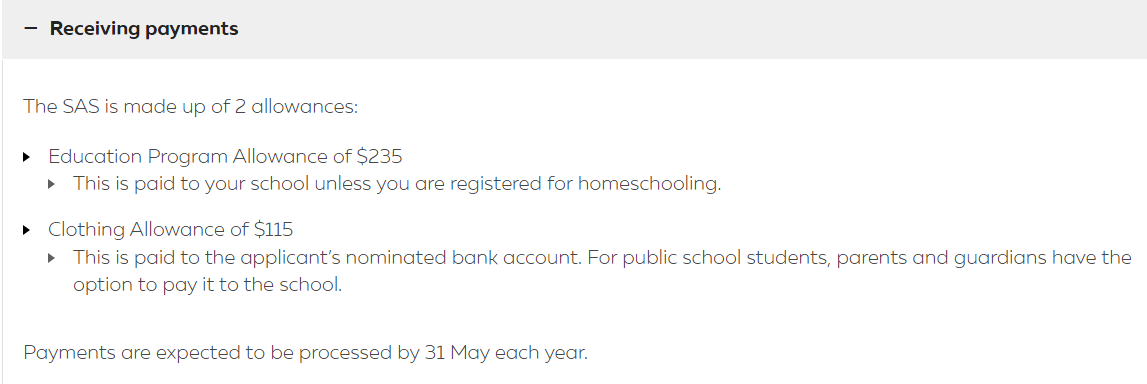 – Receiving payments
The SAS is made up of 2 allowances:
Education Program Allowance of $235
This is paid to your school unless you are registered for homeschooling.
Clothing Allowance of $115
This is paid to the applicant's nominated bank account. For public school students, parents and guardians have the
option to pay it to the school.
Payments are expected to be processed by 31 May each year.